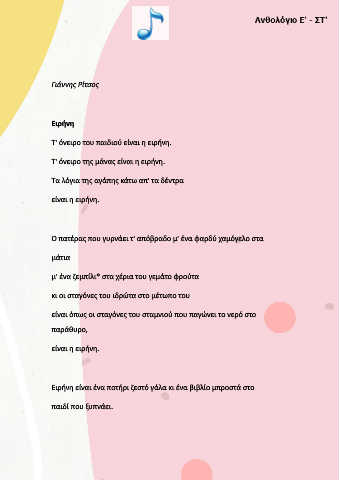 Ανθολόγιο Ε' - ΣΤ'
Γιάννης Ρίτσος
Ειρήνη
Τ' όνειρο του παιδιού είναι η ειρήνη.
Τ' όνειρο της μάνας είναι η ειρήνη.
Τα λόγια της αγάπης κάτω απ' τα δέντρα
είναι η ειρήνη.
Ο πατέρας που γυρνάει τ' απόβραδο μ' ένα φαρδύ χαμόγελο στα
μάτια
μ' ένα ζεμπίλι* στα χέρια του γεμάτο φρούτα
κι οι σταγόνες του ιδρώτα στο μέτωπο του
είναι όπως οι σταγόνες του σταμνιού που παγώνει το νερό στο
παράθυρο,
είναι η ειρήνη.
Ειρήνη είναι ένα ποτήρι ζεστό γάλα κι ένα βιβλίο μπροστά στο
παιδί που ξυπνάει.